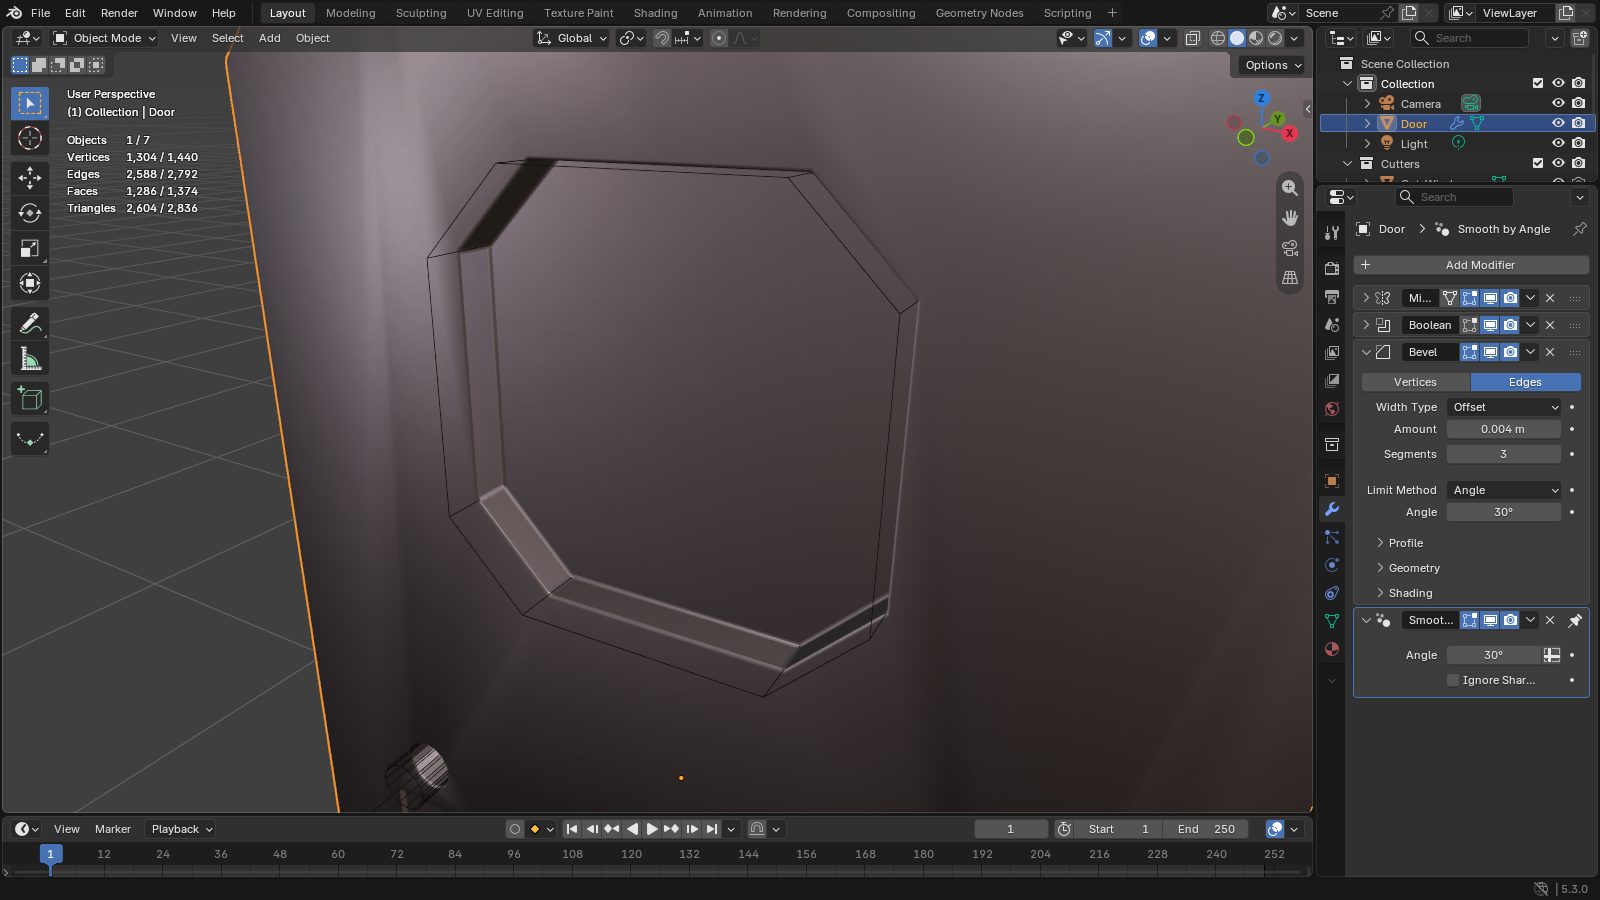 File Edit Render Window Help Layout Modeling Sculpting UV Editing Texture Paint Shading Animation Rendering Compositing Geometry Nodes Scripting Scene ViewLayer
Object Mode View Select Add Object Global Search
Options
User Perspective
(1) Collection | Door
Objects 1 / 7
Vertices 1,304 / 1,440
Edges 2,588 / 2,792
Faces 1,286 / 1,374
Triangles 2,604 / 2,836
Z
Y
X
Scene Collection
Collection
Camera
Door
Light
Cutters
Search
Door Smooth by Angle
Add Modifier
Mi...
Boolean
Bevel
Vertices Edges
Width Type Offset
Amount 0.004 m
Segments 3
Limit Method Angle
Angle 30°
Profile
Geometry
Shading
Smoot...
Angle 30°
Ignore Shar...
View Marker Playback 1 Start 1 End 250
1 12 24 36 48 60 72 84 96 108 120 132 144 156 168 180 192 204 216 228 240 252
5.3.0